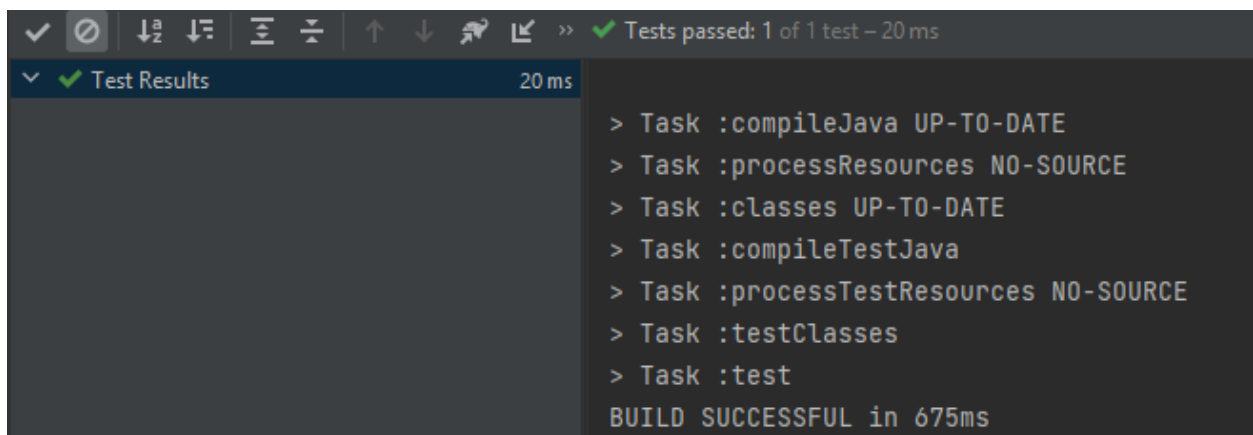 Tests passed: 1 of 1 test – 20 ms
Test Results 20 ms
> Task :compileJava UP-TO-DATE
> Task :processResources NO-SOURCE
> Task :classes UP-TO-DATE
> Task :compileTestJava
> Task :processTestResources NO-SOURCE
> Task :testClasses
> Task :test
BUILD SUCCESSFUL in 675ms